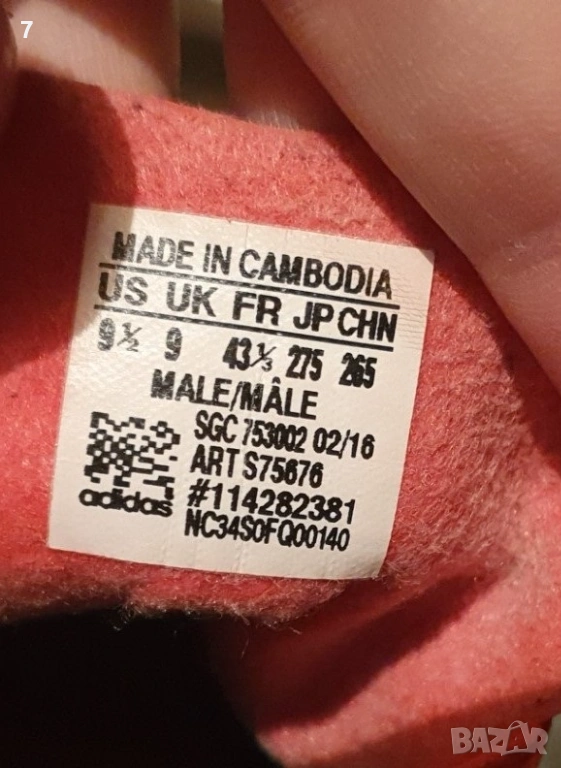 7
MADE IN CAMBODIA
US UK FR JP CHN
9½ 9 43⅓ 275 265
MALE/MÂLE
SGC 753002 02/16
ART S75676
#114282381
adidas
NC34S0FQ00140
BAZAR